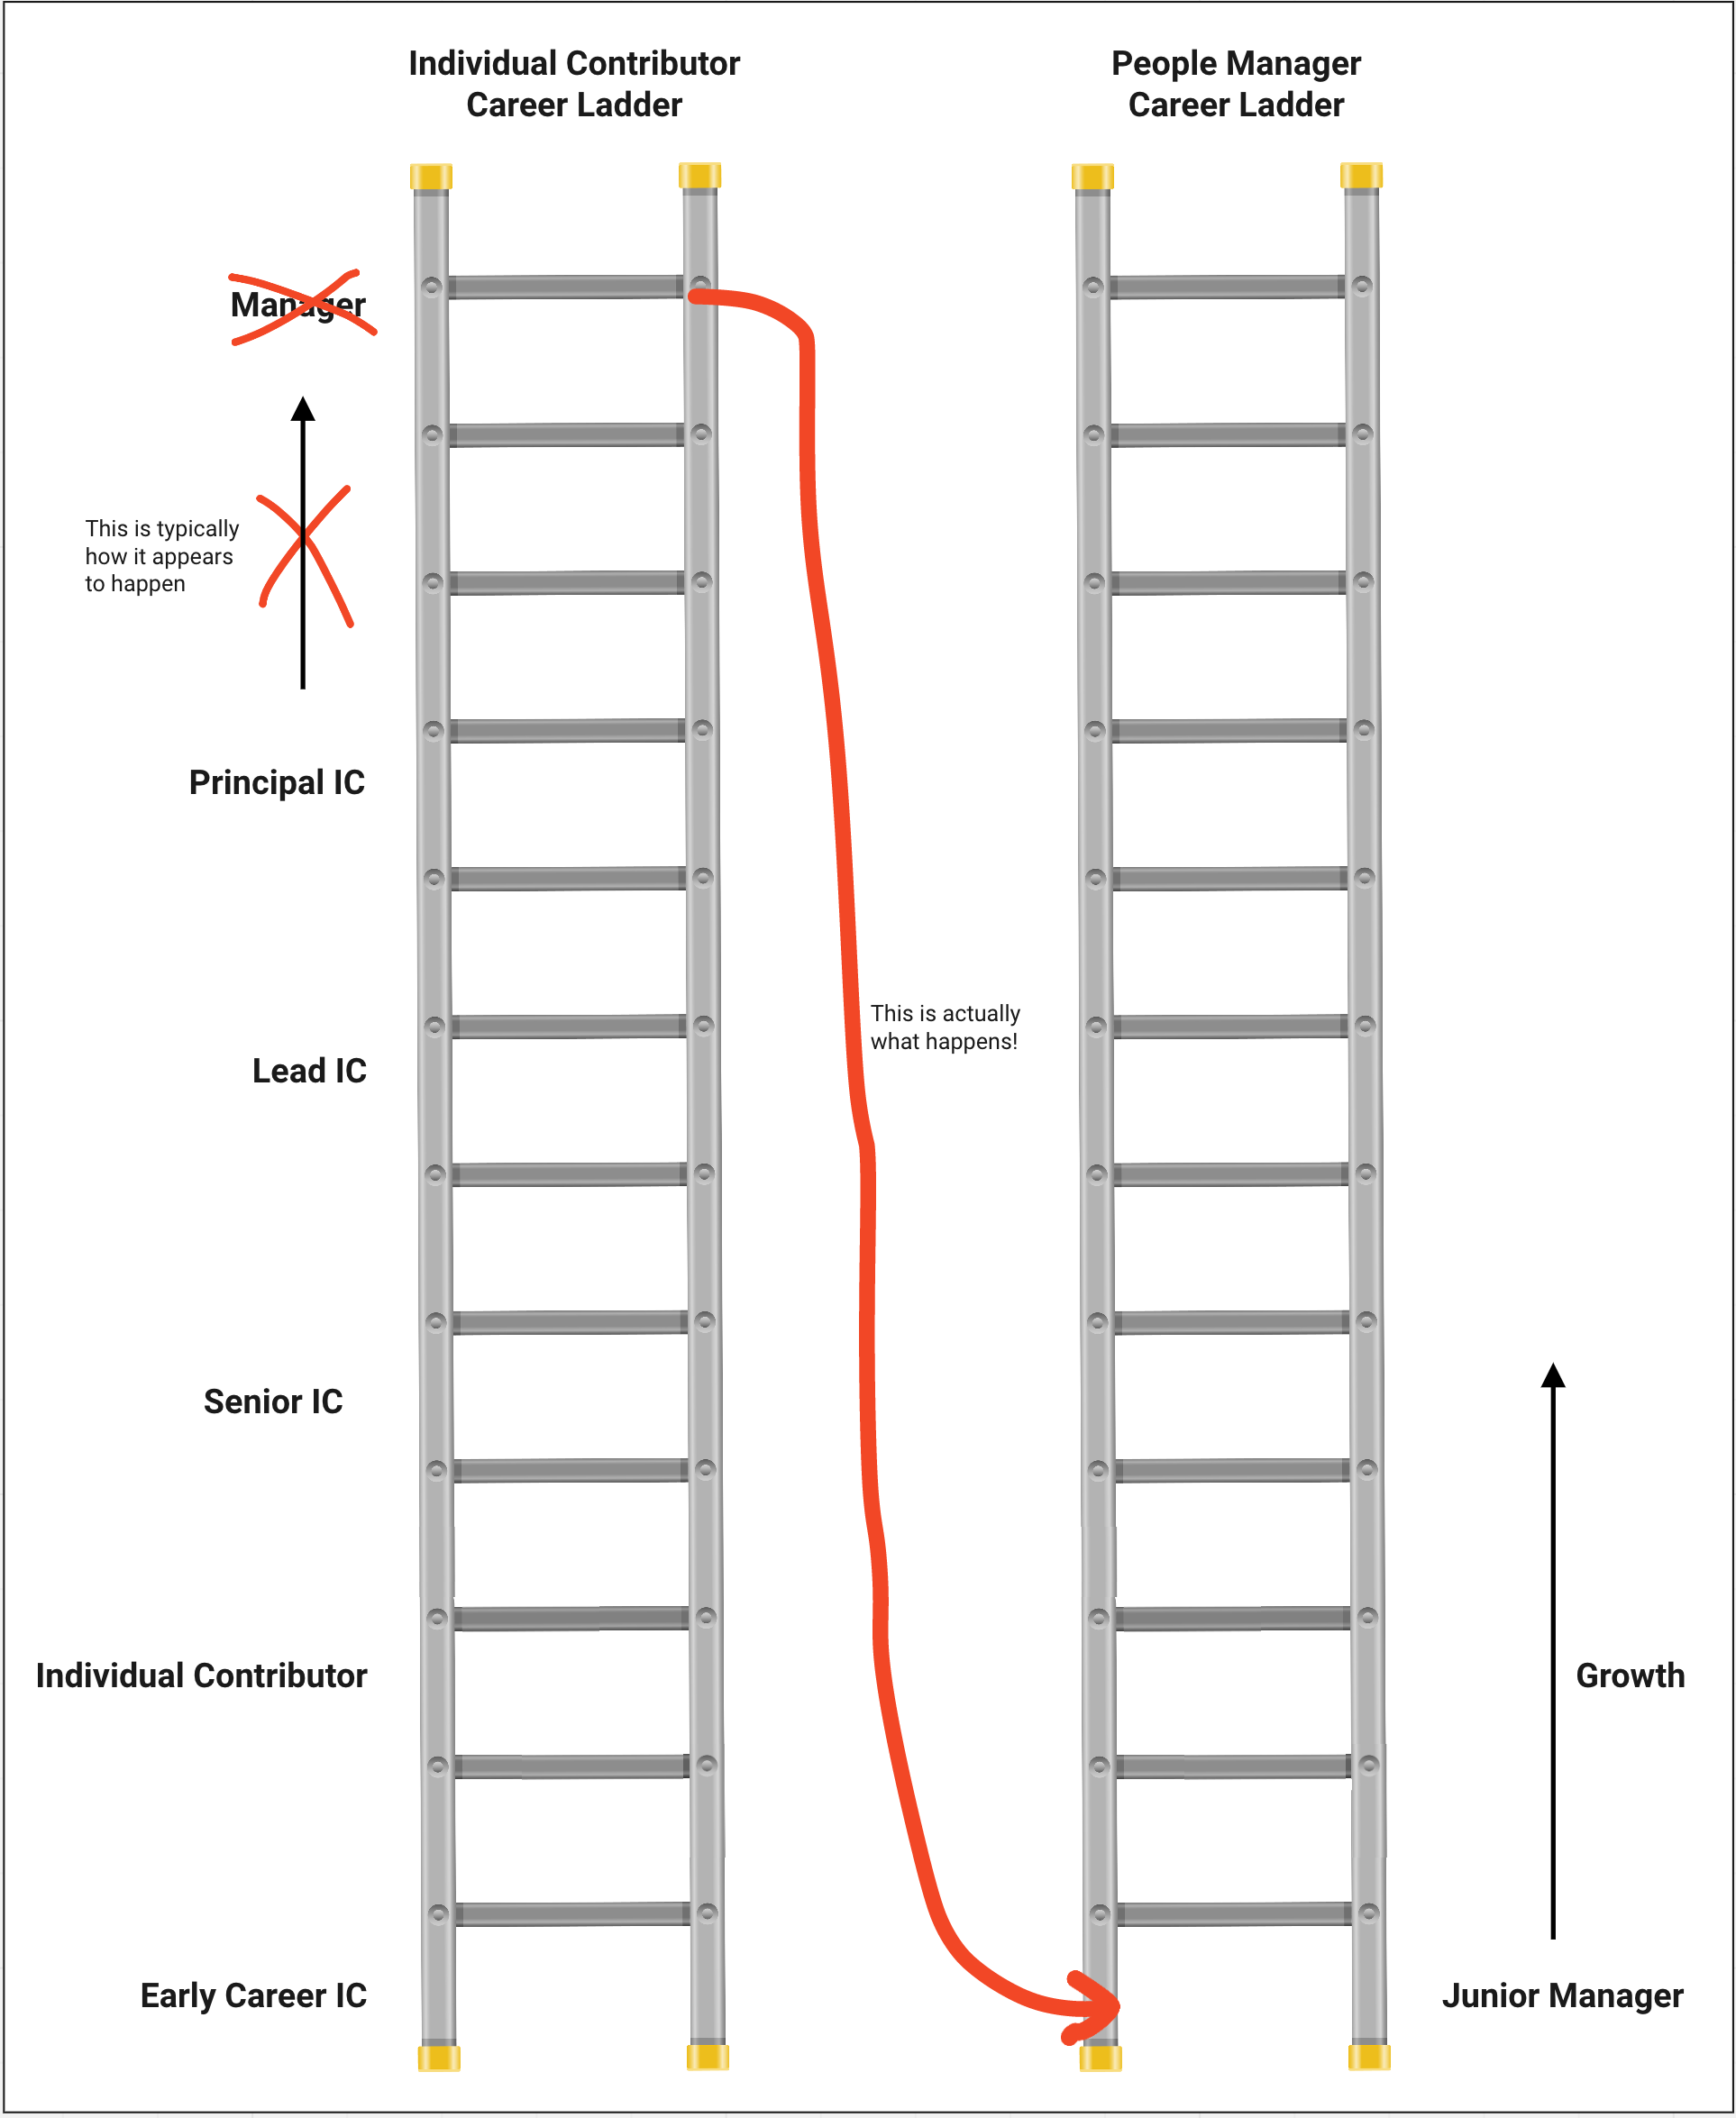 Individual Contributor
Career Ladder
People Manager
Career Ladder
Manager
This is typically
how it appears
to happen
Principal IC
This is actually
what happens!
Lead IC
Senior IC
Individual Contributor
Growth
Early Career IC
Junior Manager